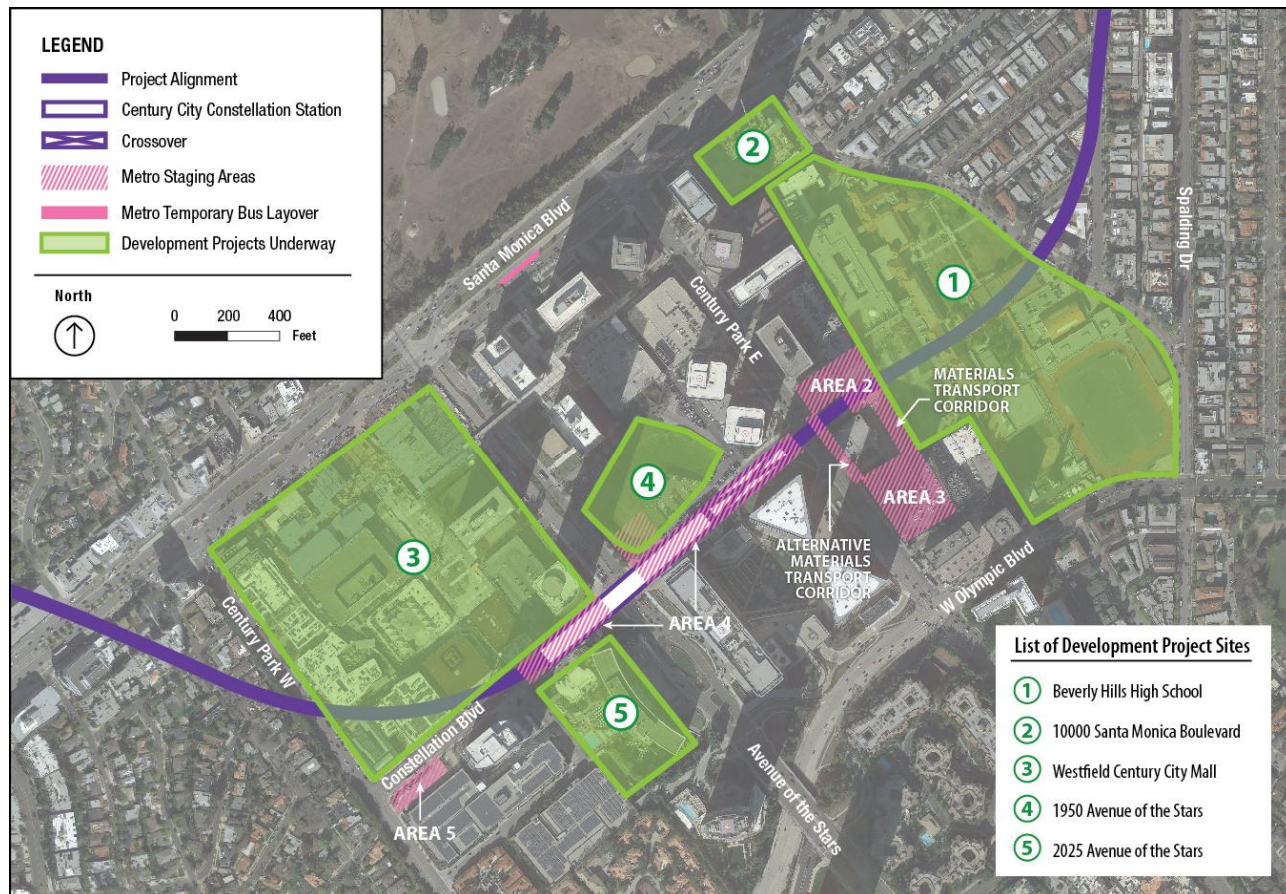 LEGEND
Project Alignment
Century City Constellation Station
Crossover
Metro Staging Areas
Metro Temporary Bus Layover
Development Projects Underway
North
0 200 400
Feet
Santa Monica Blvd
Century Park E
Spalding Dr
2
1
AREA 2
MATERIALS
TRANSPORT
CORRIDOR
4
AREA 3
3
ALTERNATIVE
MATERIALS
TRANSPORT
CORRIDOR
W Olympic Blvd
Century Park W
AREA 4
5
Constellation Blvd
Avenue of the Stars
AREA 5
List of Development Project Sites
1 Beverly Hills High School
2 10000 Santa Monica Boulevard
3 Westfield Century City Mall
4 1950 Avenue of the Stars
5 2025 Avenue of the Stars